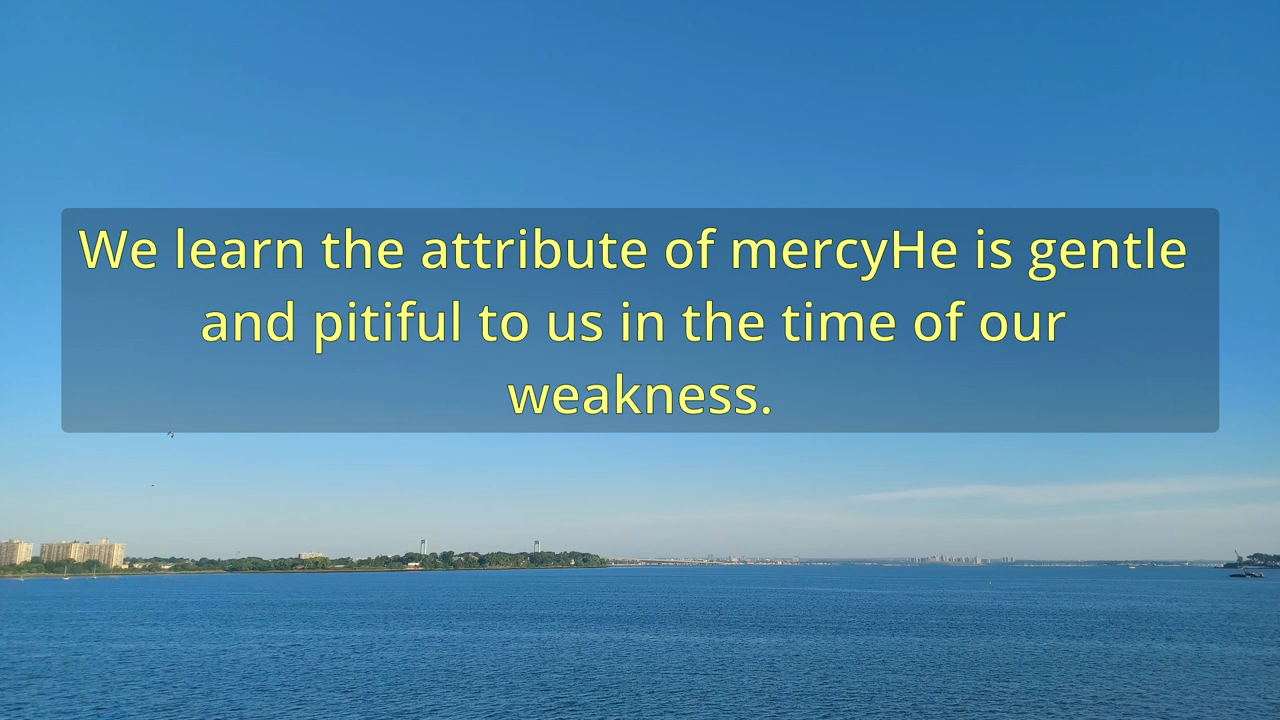 We learn the attribute of mercyHe is gentle
and pitiful to us in the time of our
weakness.